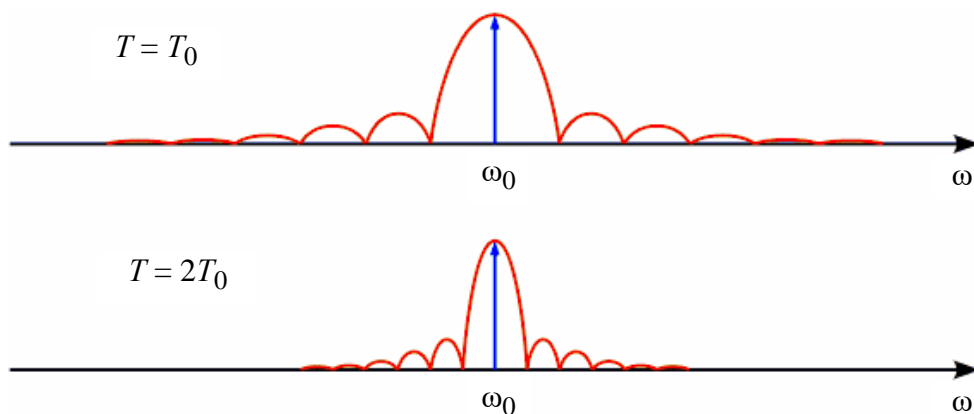 T = T₀
ω₀
ω
T = 2T₀
ω₀
ω